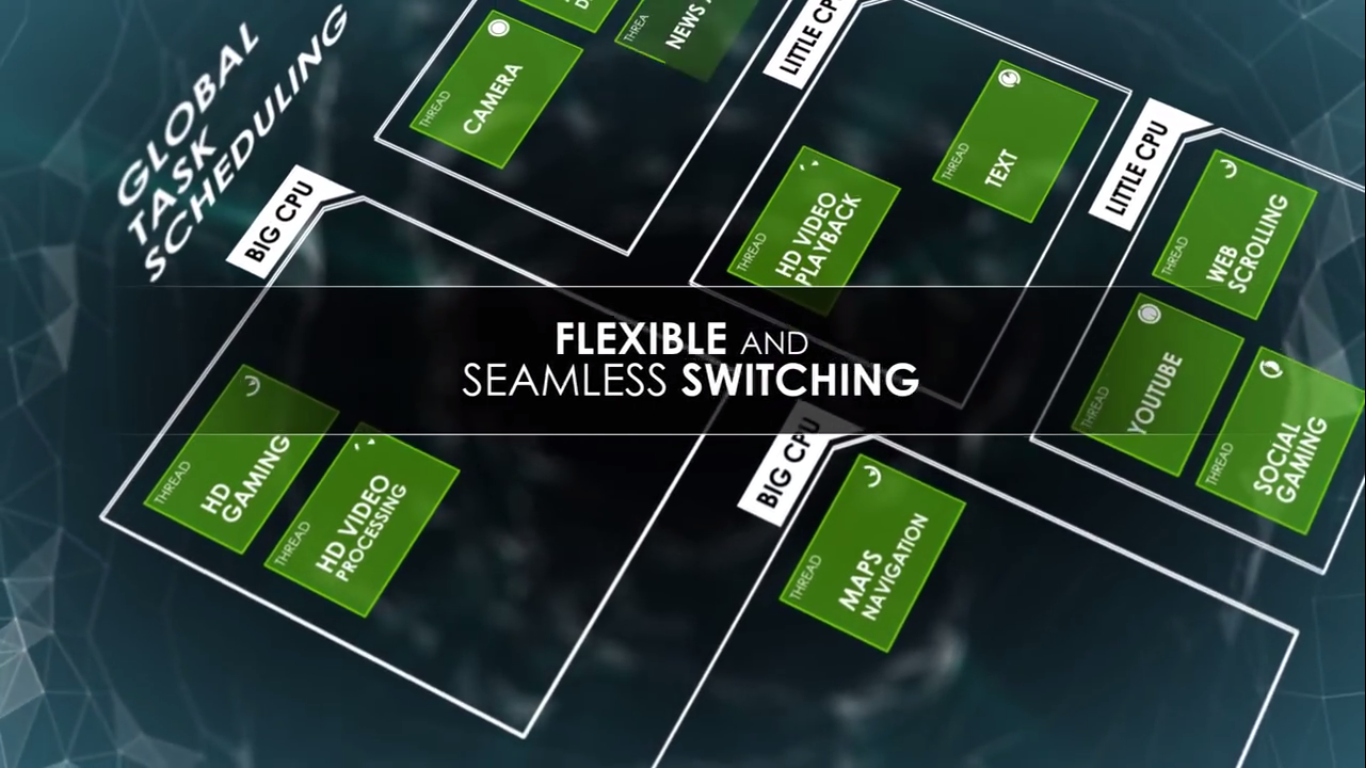 GLOBAL
TASK
SCHEDULING
THREAD
CAMERA
NEWS
LITTLE CPU
THREAD
HD VIDEO
PLAYBACK
THREAD
TEXT
LITTLE CPU
THREAD
WEB
SCROLLING
THREAD
YOUTUBE
THREAD
SOCIAL
GAMING
BIG CPU
THREAD
HD
GAMING
THREAD
HD VIDEO
PROCESSING
FLEXIBLE AND
SEAMLESS SWITCHING
BIG CPU
THREAD
MAPS
NAVIGATION